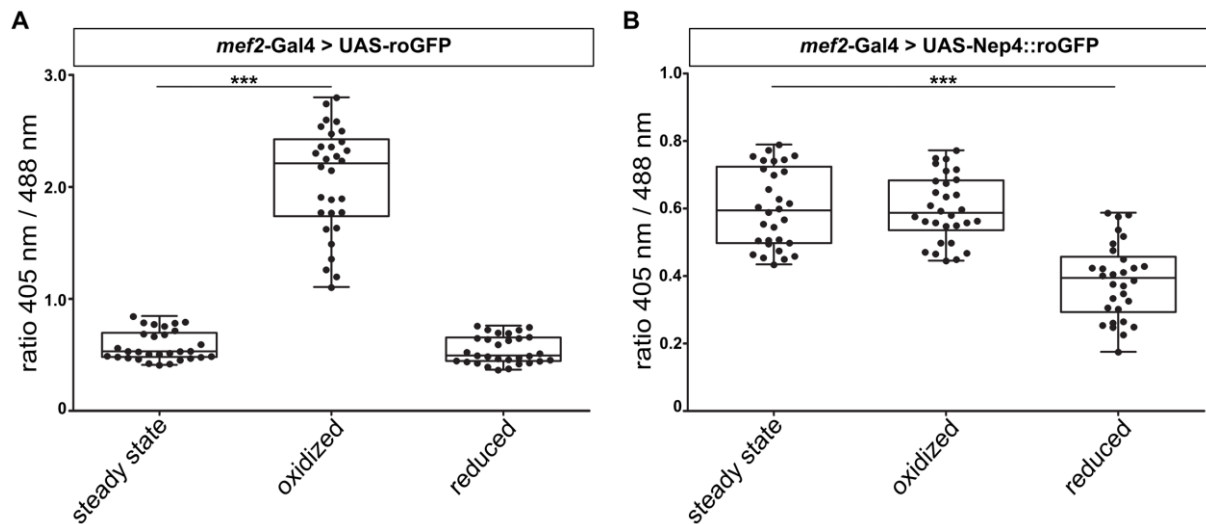 A
mef2-Gal4 > UAS-roGFP
***
ratio 405 nm / 488 nm
3.0
2.0
1.0
0
steady state
oxidized
reduced
B
mef2-Gal4 > UAS-Nep4::roGFP
***
ratio 405 nm / 488 nm
1.0
0.8
0.6
0.4
0.2
0
steady state
oxidized
reduced